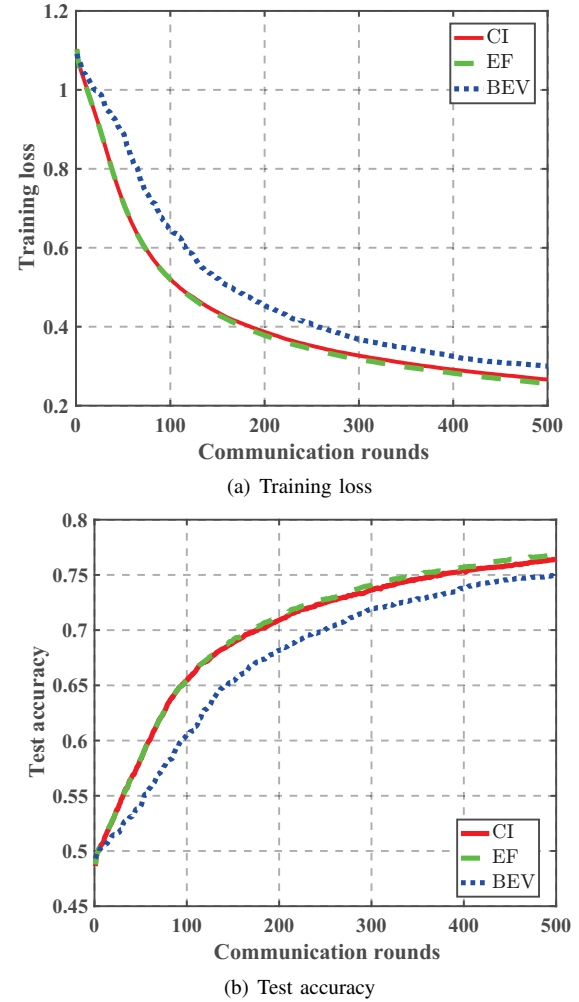 1.2
1
0.8
0.6
0.4
0.2
Training loss
CI
EF
BEV
0 100 200 300 400 500
Communication rounds
(a) Training loss
0.8
0.75
0.7
0.65
0.6
0.55
0.5
0.45
Test accuracy
CI
EF
BEV
0 100 200 300 400 500
Communication rounds
(b) Test accuracy